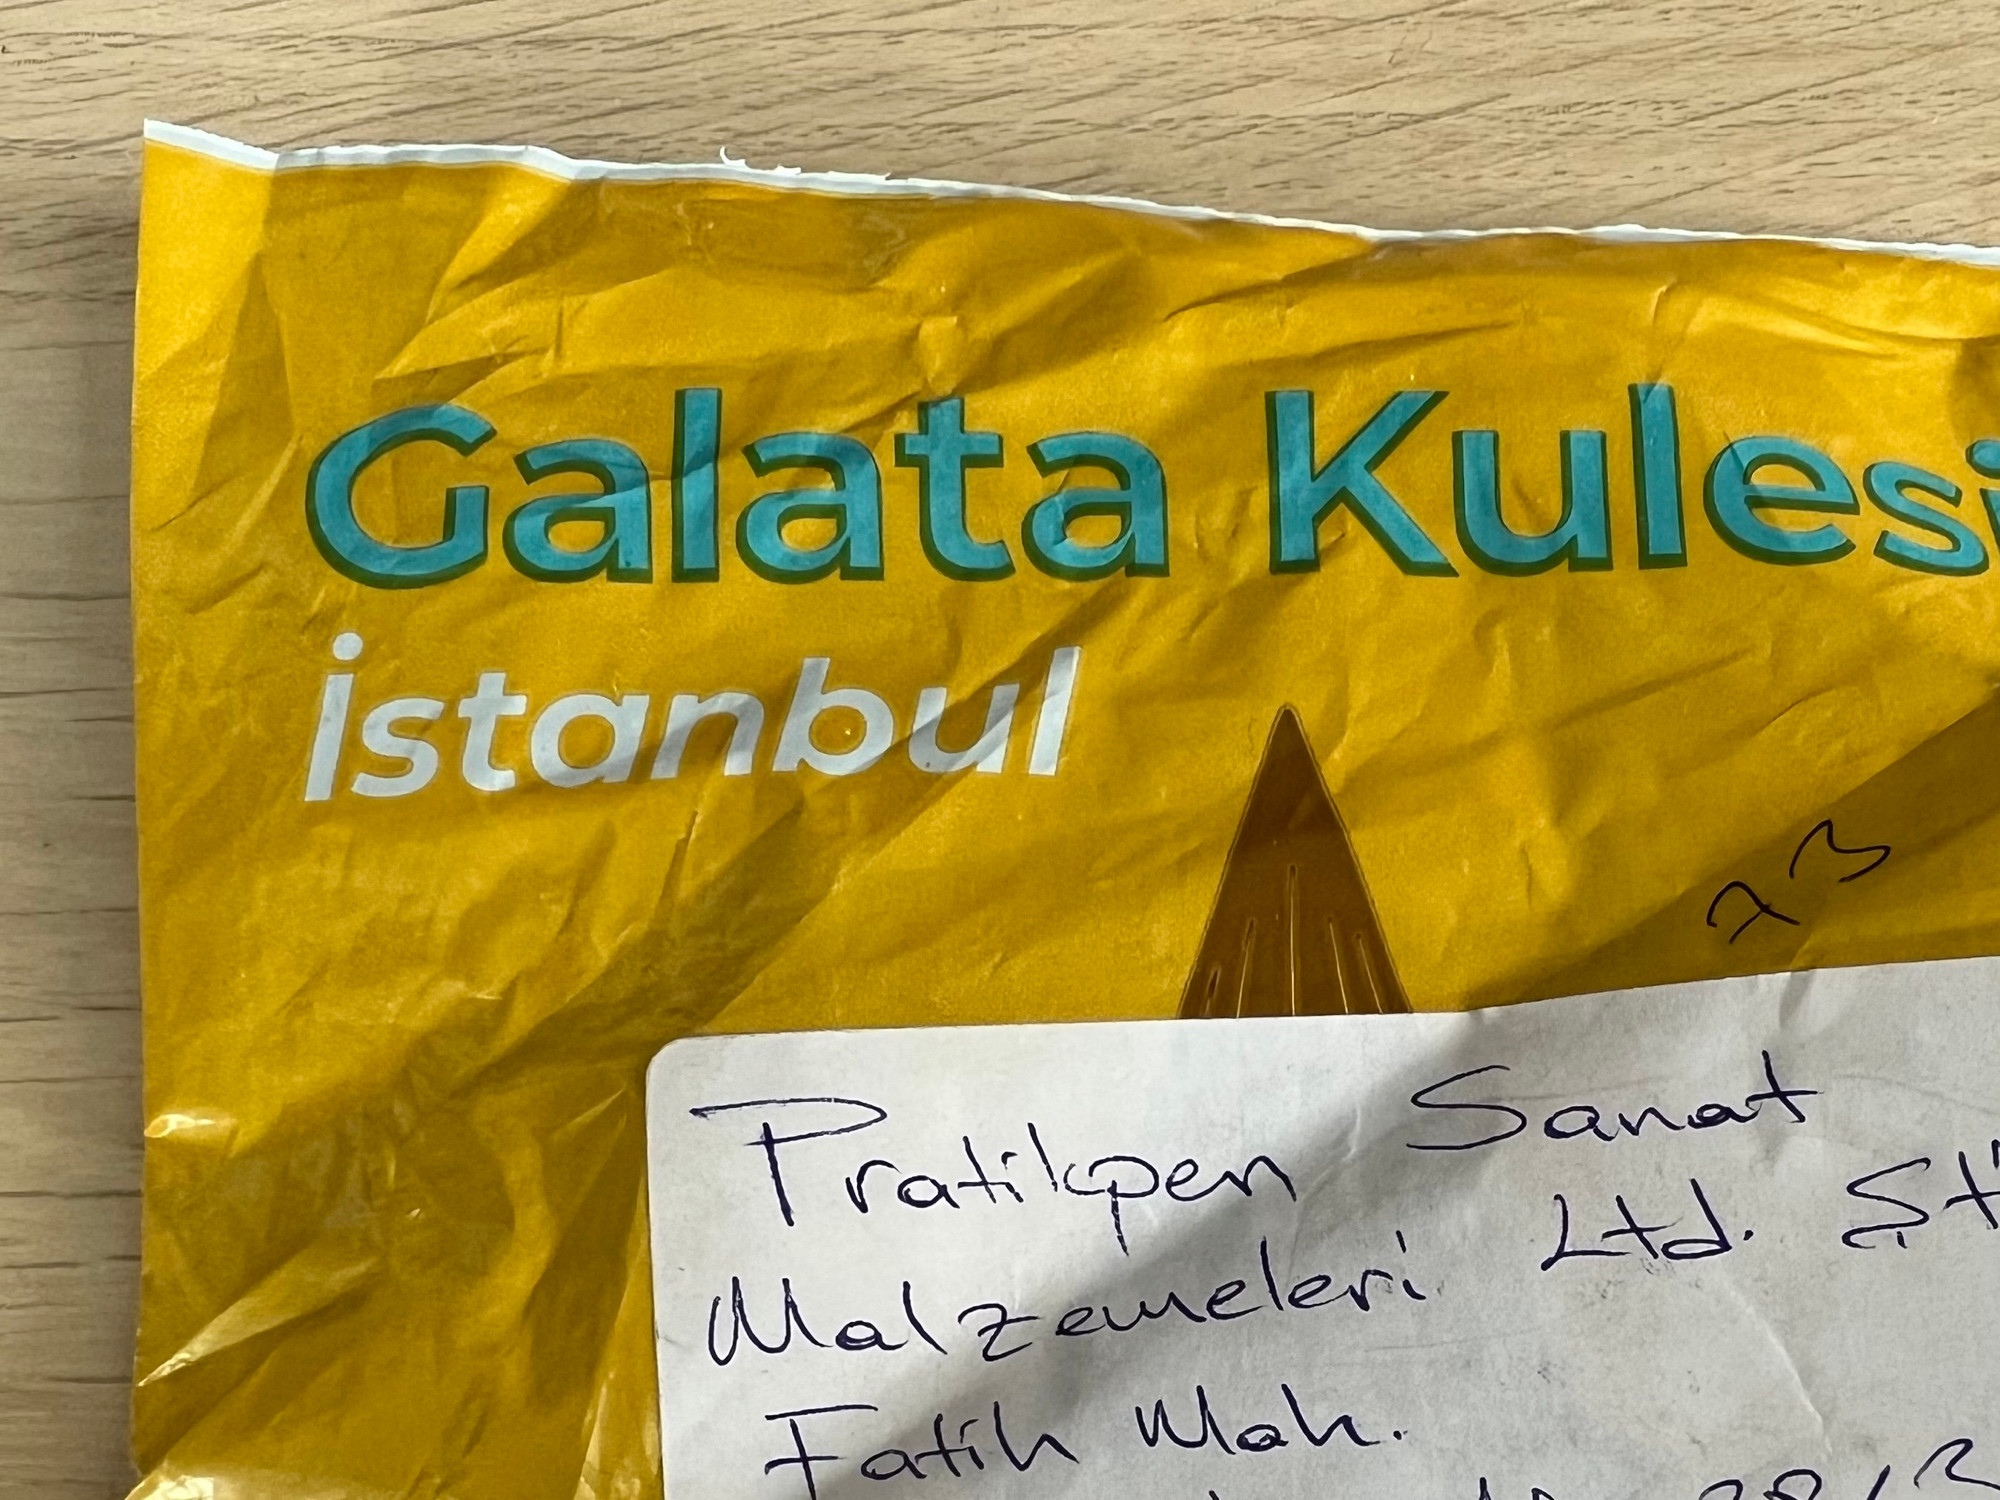 Galata Kulesi
İstanbul
Pratikpen Sanat
Malzemeleri Ltd. Şti
Fatih Mah.